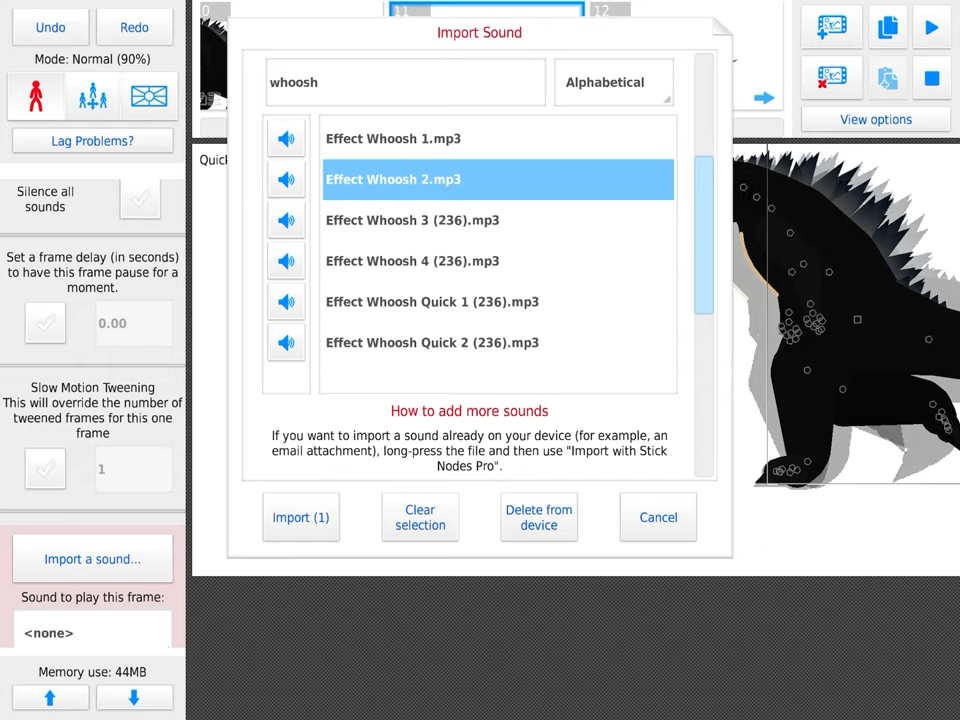 Undo
Redo
Mode: Normal (90%)
Lag Problems?
Silence all
sounds
Set a frame delay (in seconds)
to have this frame pause for a
moment.
0.00
Slow Motion Tweening
This will override the number of
tweened frames for this one
frame
1
Import a sound...
Sound to play this frame:
<none>
Memory use: 44MB
0
11
12
Quick
Import Sound
whoosh
Alphabetical
Effect Whoosh 1.mp3
Effect Whoosh 2.mp3
Effect Whoosh 3 (236).mp3
Effect Whoosh 4 (236).mp3
Effect Whoosh Quick 1 (236).mp3
Effect Whoosh Quick 2 (236).mp3
How to add more sounds
If you want to import a sound already on your device (for example, an
email attachment), long-press the file and then use "Import with Stick
Nodes Pro".
Import (1)
Clear
selection
Delete from
device
Cancel
View options